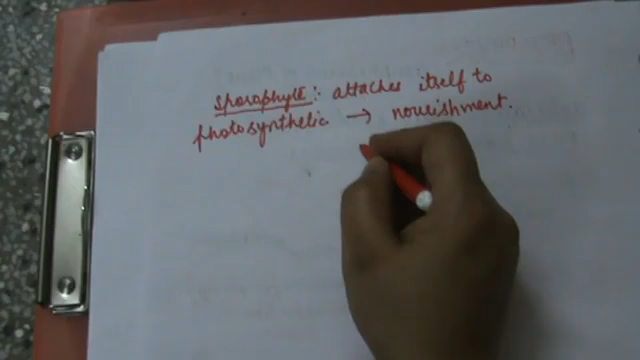 Sporophyte:- attaches itself to
photosynthetic → nourishment.